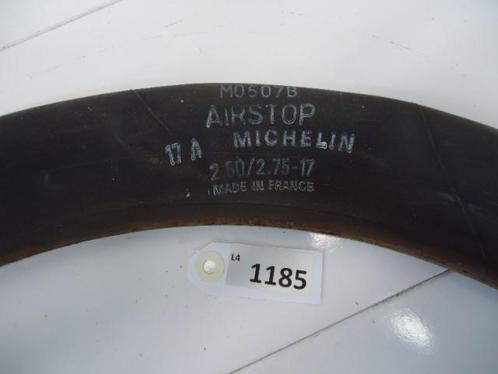 M0507B
AIRSTOP
17 A MICHELIN
2.50/2.75-17
MADE IN FRANCE
L4
1185